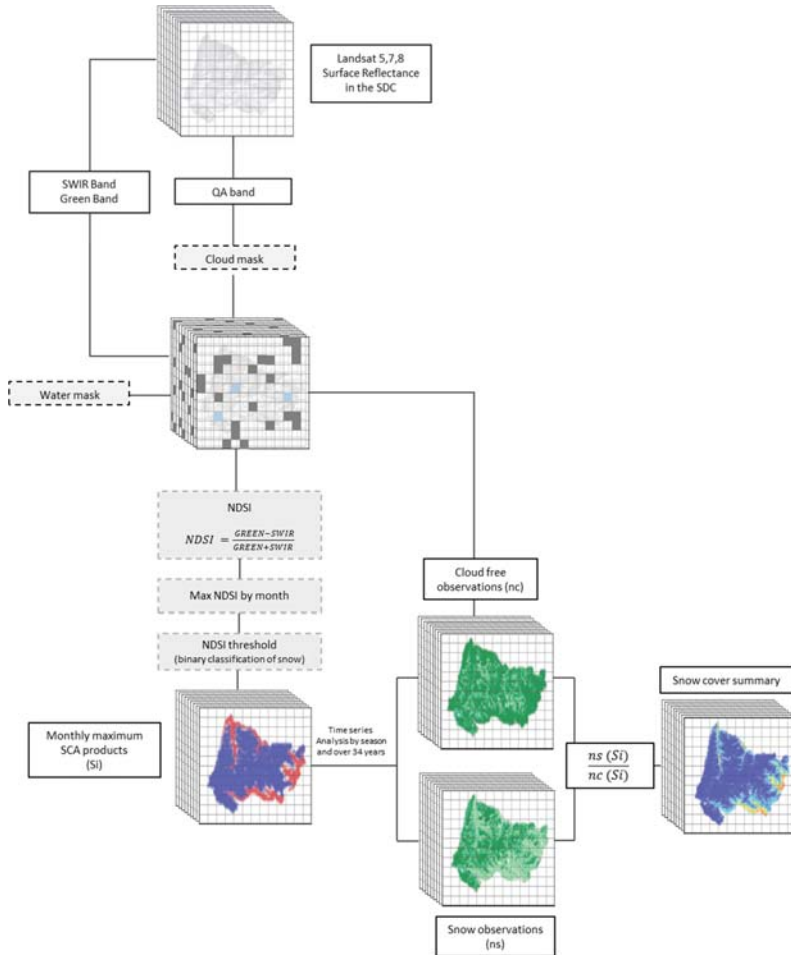 Landsat 5,7,8
Surface Reflectance
in the SDC
SWIR Band
Green Band
QA band
Cloud mask
Water mask
NDSI
NDSI = GREEN−SWIR
GREEN+SWIR
Max NDSI by month
NDSI threshold
(binary classification of snow)
Cloud free
observations (nc)
Monthly maximum
SCA products
(Si)
Time series
Analysis by season
and over 34 years
ns (Si)
nc (Si)
Snow cover summary
Snow observations
(ns)